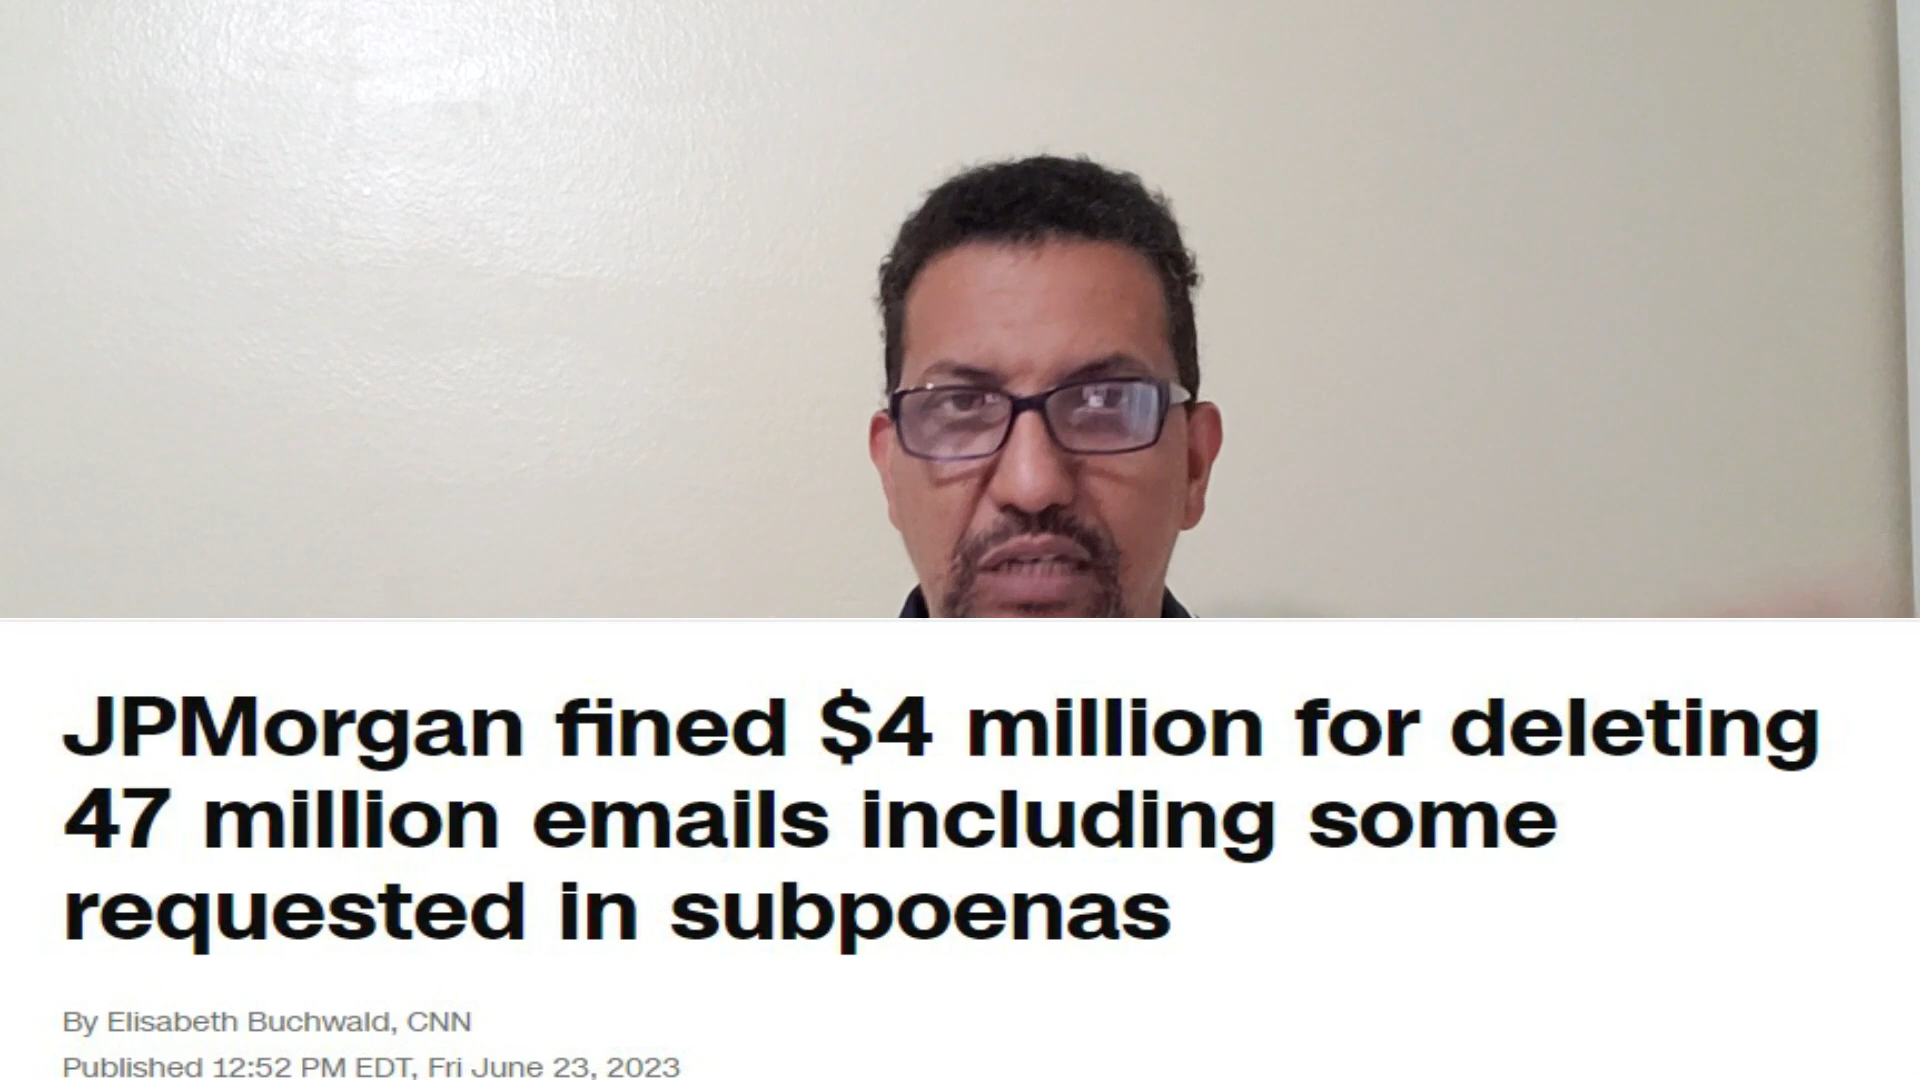 JPMorgan fined $4 million for deleting
47 million emails including some
requested in subpoenas
By Elisabeth Buchwald, CNN
Published 12:52 PM EDT, Fri June 23, 2023